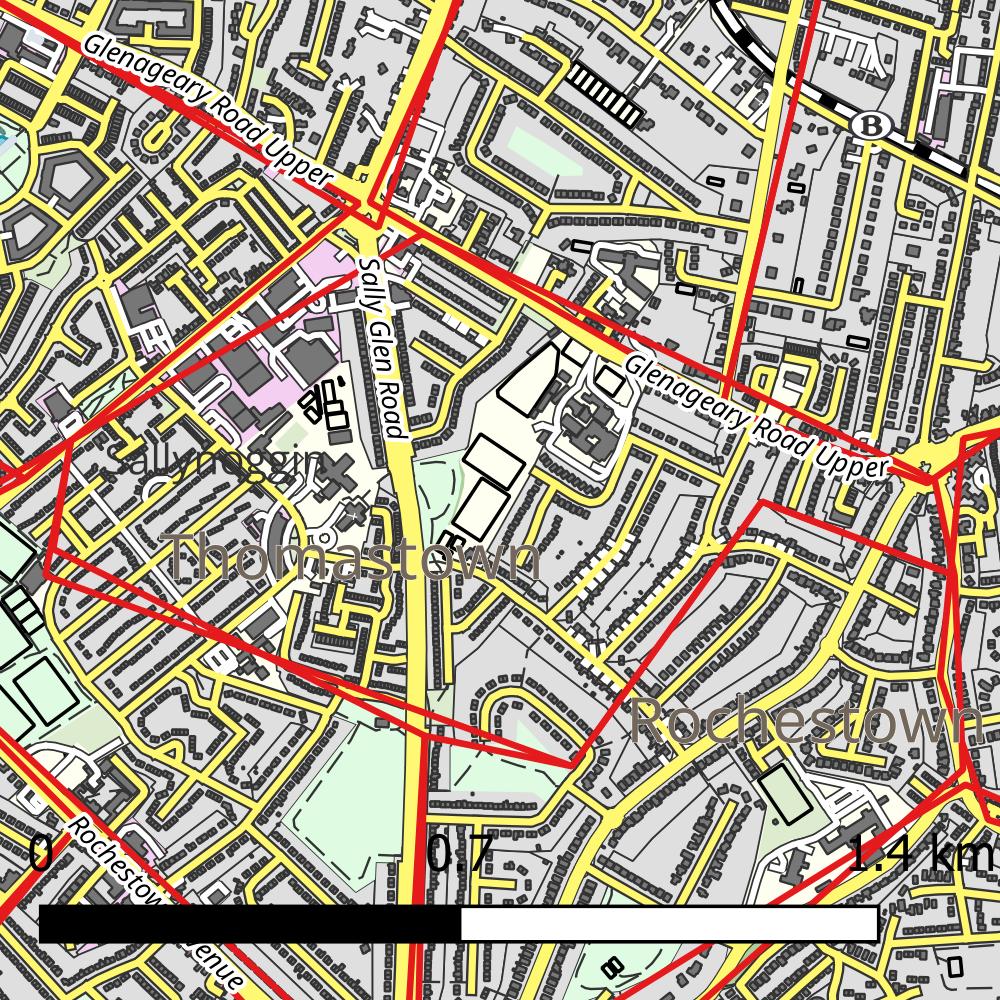 Glenageary Road Upper
B
Sally Glen Road
Glenageary Road Upper
Sallynoggin
Thomastown
Rochestown
Rochestown Avenue
0 0.7 1.4 km